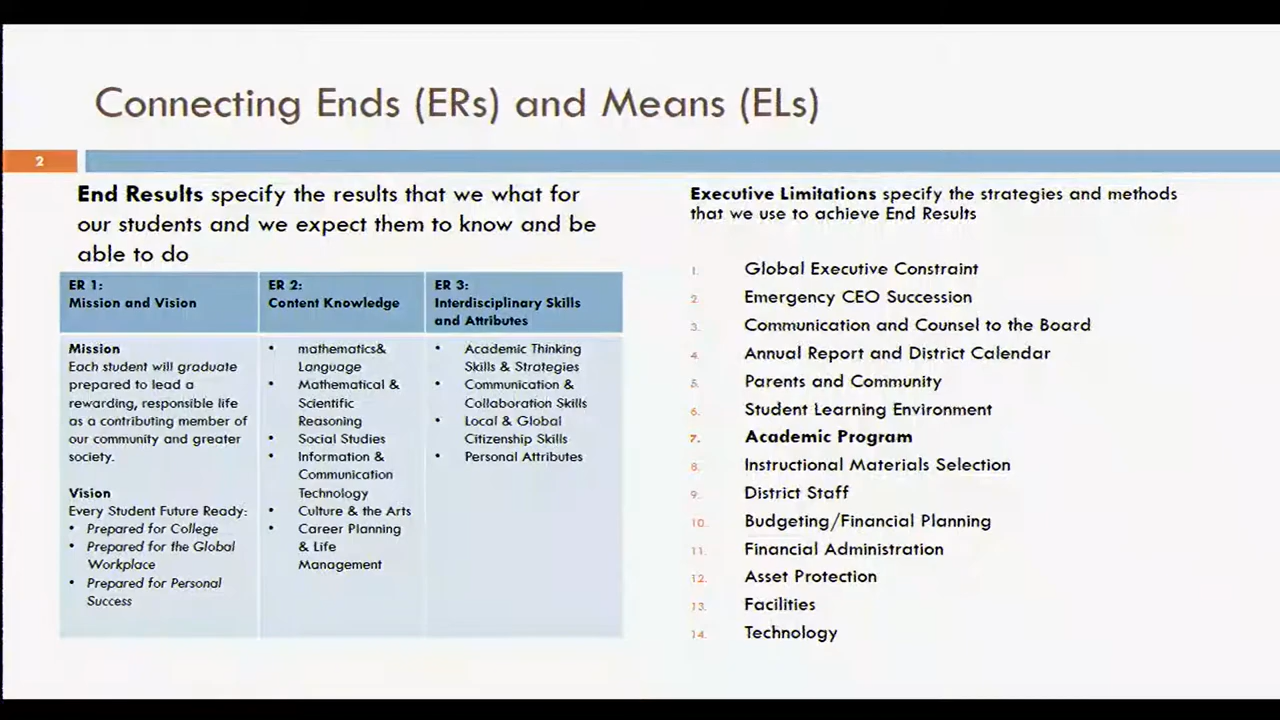 Connecting Ends (ERs) and Means (ELs)
2
End Results specify the results that we what for
our students and we expect them to know and be
able to do
ER 1:
Mission and Vision
ER 2:
Content Knowledge
ER 3:
Interdisciplinary Skills
and Attributes
Mission
Each student will graduate
prepared to lead a
rewarding, responsible life
as a contributing member of
our community and greater
society.
Vision
Every Student Future Ready:
• Prepared for College
• Prepared for the Global
Workplace
• Prepared for Personal
Success
• mathematics&
Language
• Mathematical &
Scientific
Reasoning
• Social Studies
• Information &
Communication
Technology
• Culture & the Arts
• Career Planning
& Life
Management
• Academic Thinking
Skills & Strategies
• Communication &
Collaboration Skills
• Local & Global
Citizenship Skills
• Personal Attributes
Executive Limitations specify the strategies and methods
that we use to achieve End Results
1. Global Executive Constraint
2. Emergency CEO Succession
3. Communication and Counsel to the Board
4. Annual Report and District Calendar
5. Parents and Community
6. Student Learning Environment
7. Academic Program
8. Instructional Materials Selection
9. District Staff
10. Budgeting/Financial Planning
11. Financial Administration
12. Asset Protection
13. Facilities
14. Technology